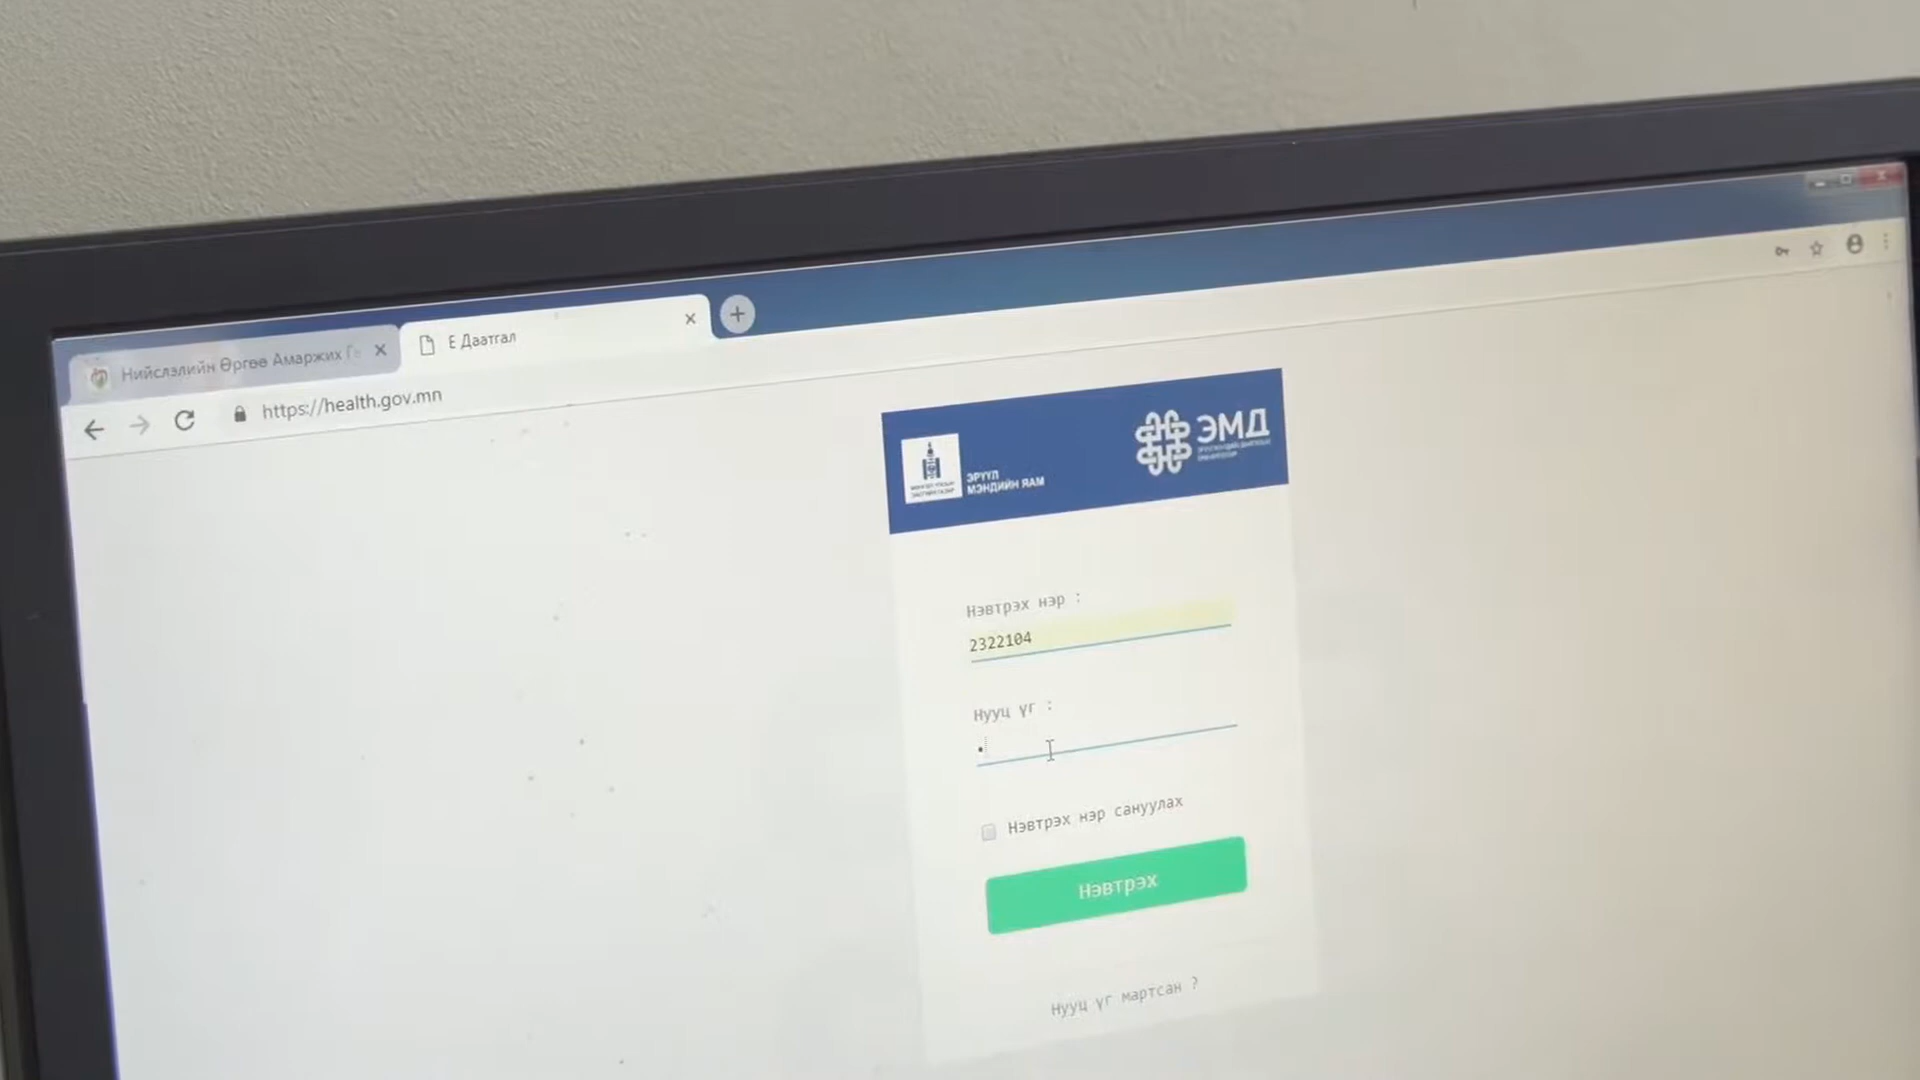 Нийслэлийн Өргөө Амаржих Г
Е Даатгал
https://health.gov.mn
ЭРҮҮЛ
МЭНДИЙН ЯАМ
ЭМД
Нэвтрэх нэр :
2322104
Нууц үг :
•
Нэвтрэх нэр сануулах
Нэвтрэх
Нууц үг мартсан ?